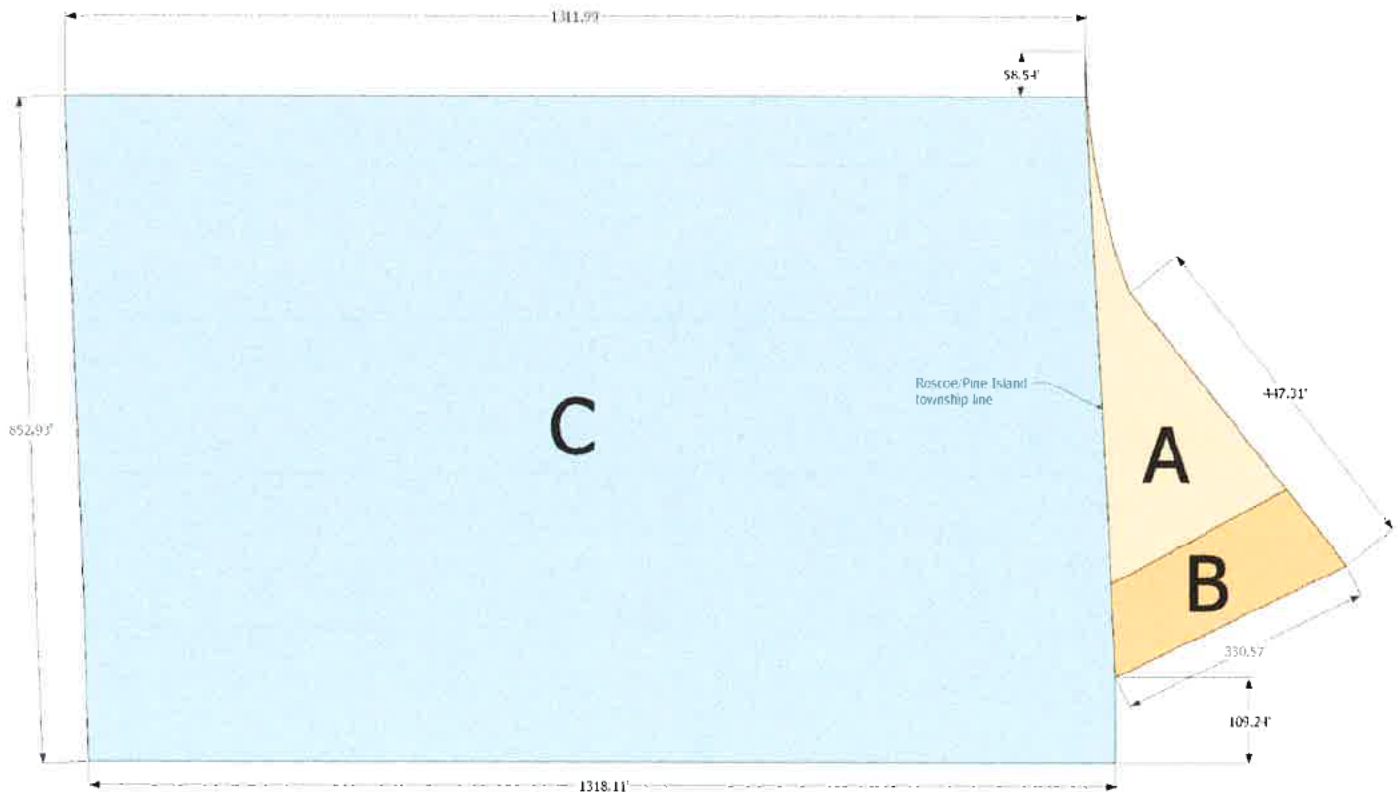 1311.99'
58.54'
852.93'
C
Roscoe/Pine Island
township line
447.31'
A
B
330.57'
109.24'
1318.11'